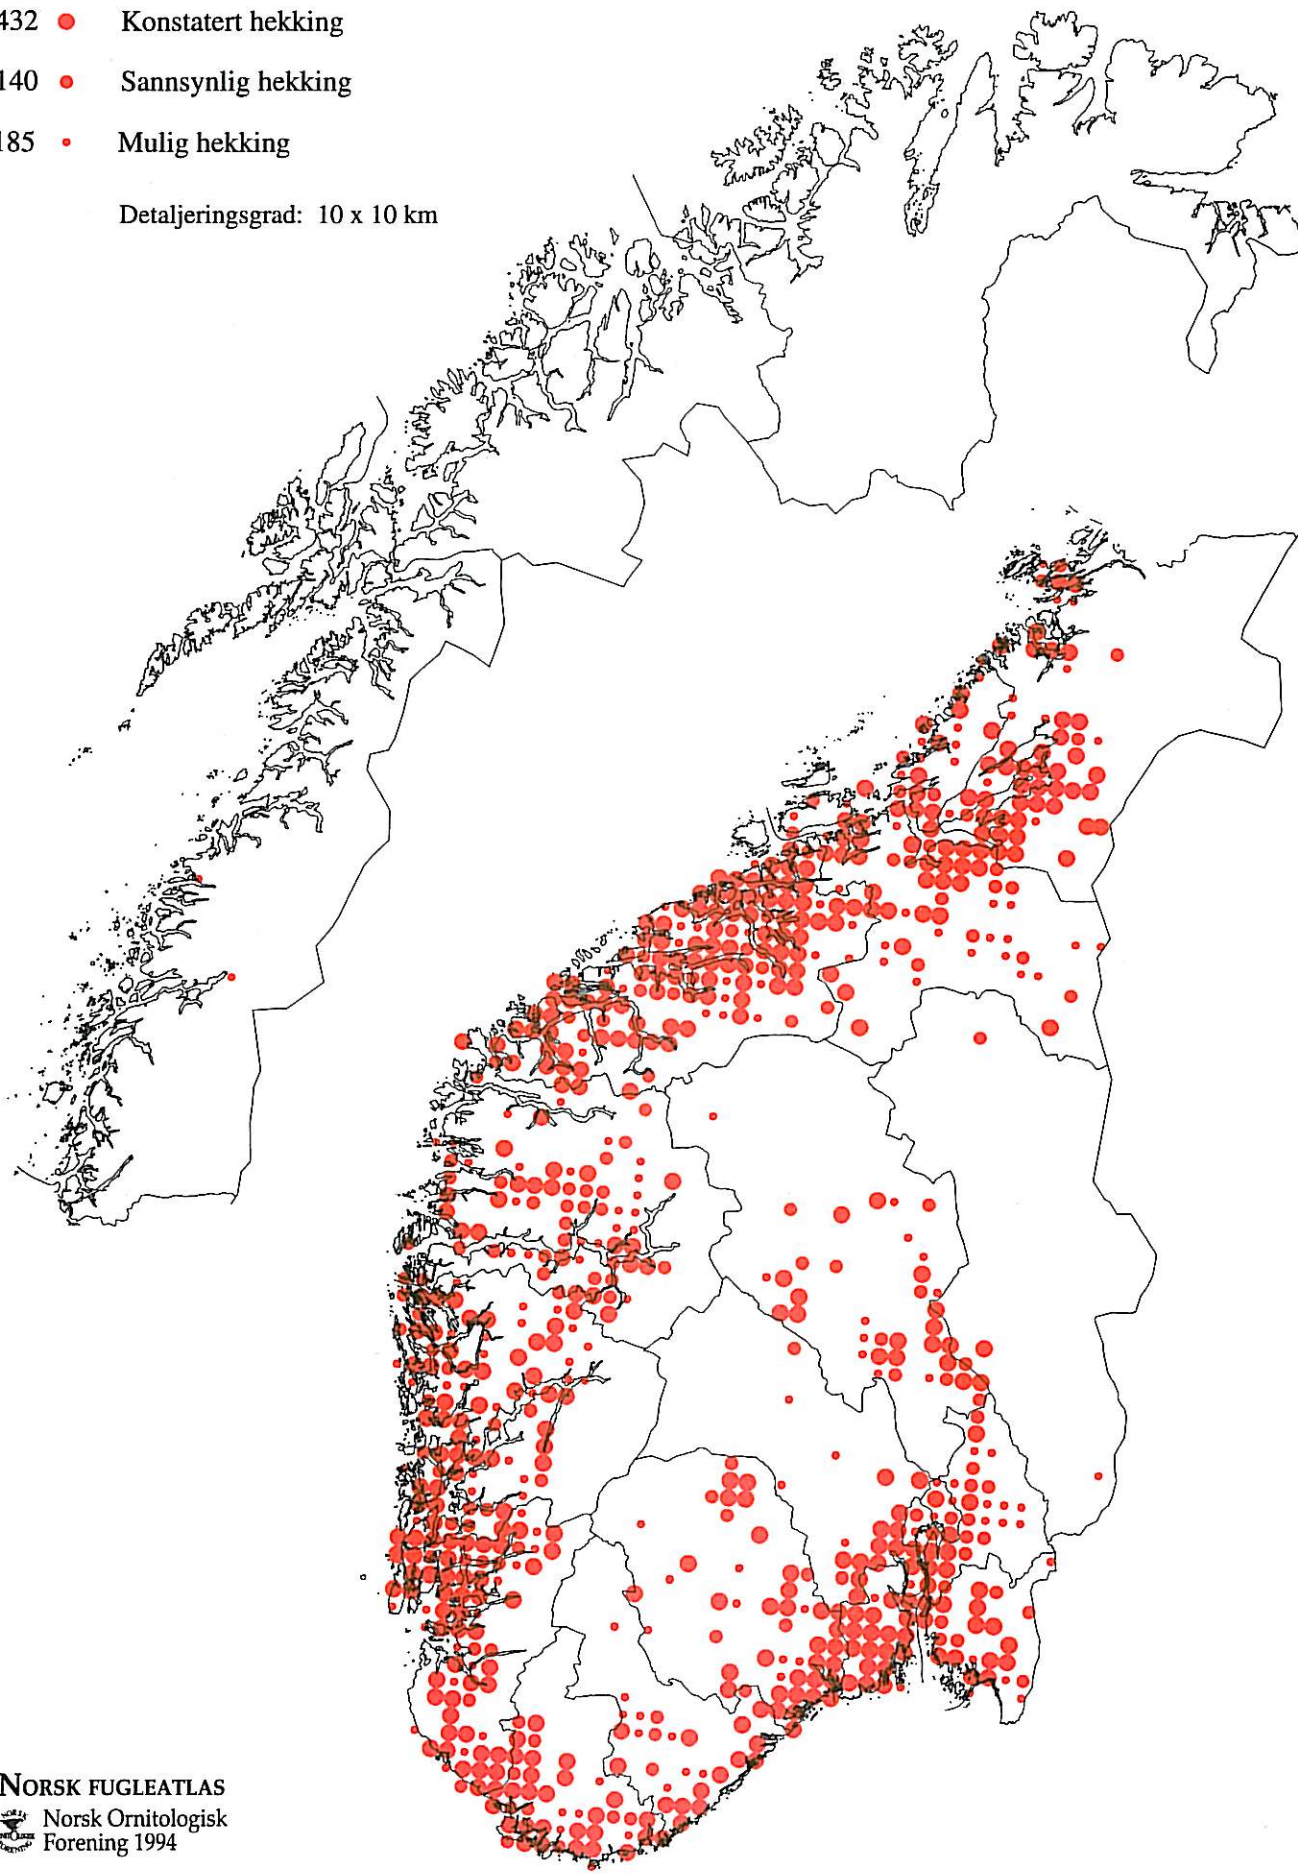 432 Konstatert hekking
140 Sannsynlig hekking
185 Mulig hekking
Detaljeringsgrad: 10 x 10 km
NORSK FUGLEATLAS
Norsk Ornitologisk
Forening 1994